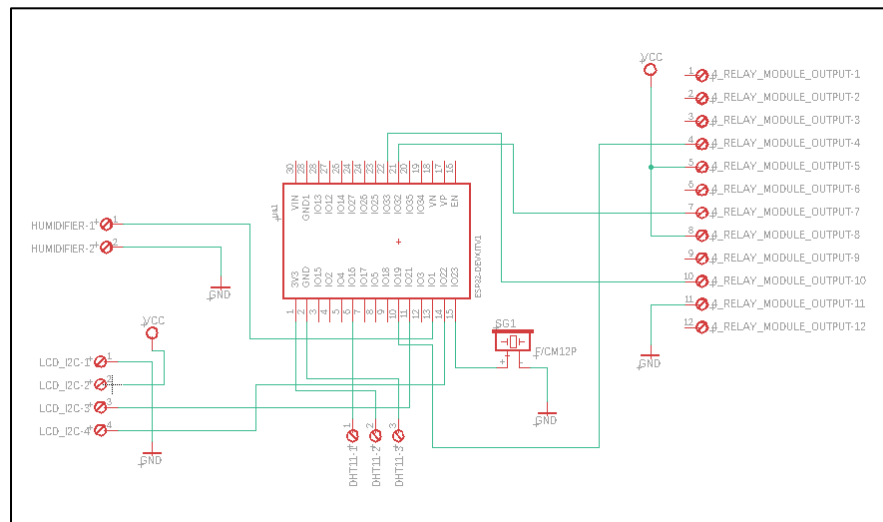 VCC
4_RELAY_MODULE_OUTPUT-1
1
4_RELAY_MODULE_OUTPUT-2
2
4_RELAY_MODULE_OUTPUT-3
3
4_RELAY_MODULE_OUTPUT-4
4
4_RELAY_MODULE_OUTPUT-5
5
4_RELAY_MODULE_OUTPUT-6
6
4_RELAY_MODULE_OUTPUT-7
7
4_RELAY_MODULE_OUTPUT-8
8
4_RELAY_MODULE_OUTPUT-9
9
4_RELAY_MODULE_OUTPUT-10
10
4_RELAY_MODULE_OUTPUT-11
11
4_RELAY_MODULE_OUTPUT-12
12
GND
30 28 28 26 25 24 24 23 22 21 20 19 18 17 16
VIN GND1 IO13 IO12 IO14 IO27 IO26 IO25 IO33 IO32 IO35 IO34 VN VP EN
ESP32-DEVKITV1
3V3 GND IO15 IO2 IO4 IO16 IO17 IO5 IO18 IO19 IO21 IO3 IO1 IO22 IO23
1 2 3 4 5 6 7 8 9 10 11 12 13 14 15
HUMIDIFIER-1 1
HUMIDIFIER-2 2
GND
VCC
LCD_I2C-1 1
LCD_I2C-2 2
LCD_I2C-3 3
LCD_I2C-4 4
GND
SG1
F/CM12P
GND
1 2 3
DHT11-1 DHT11-2 DHT11-3